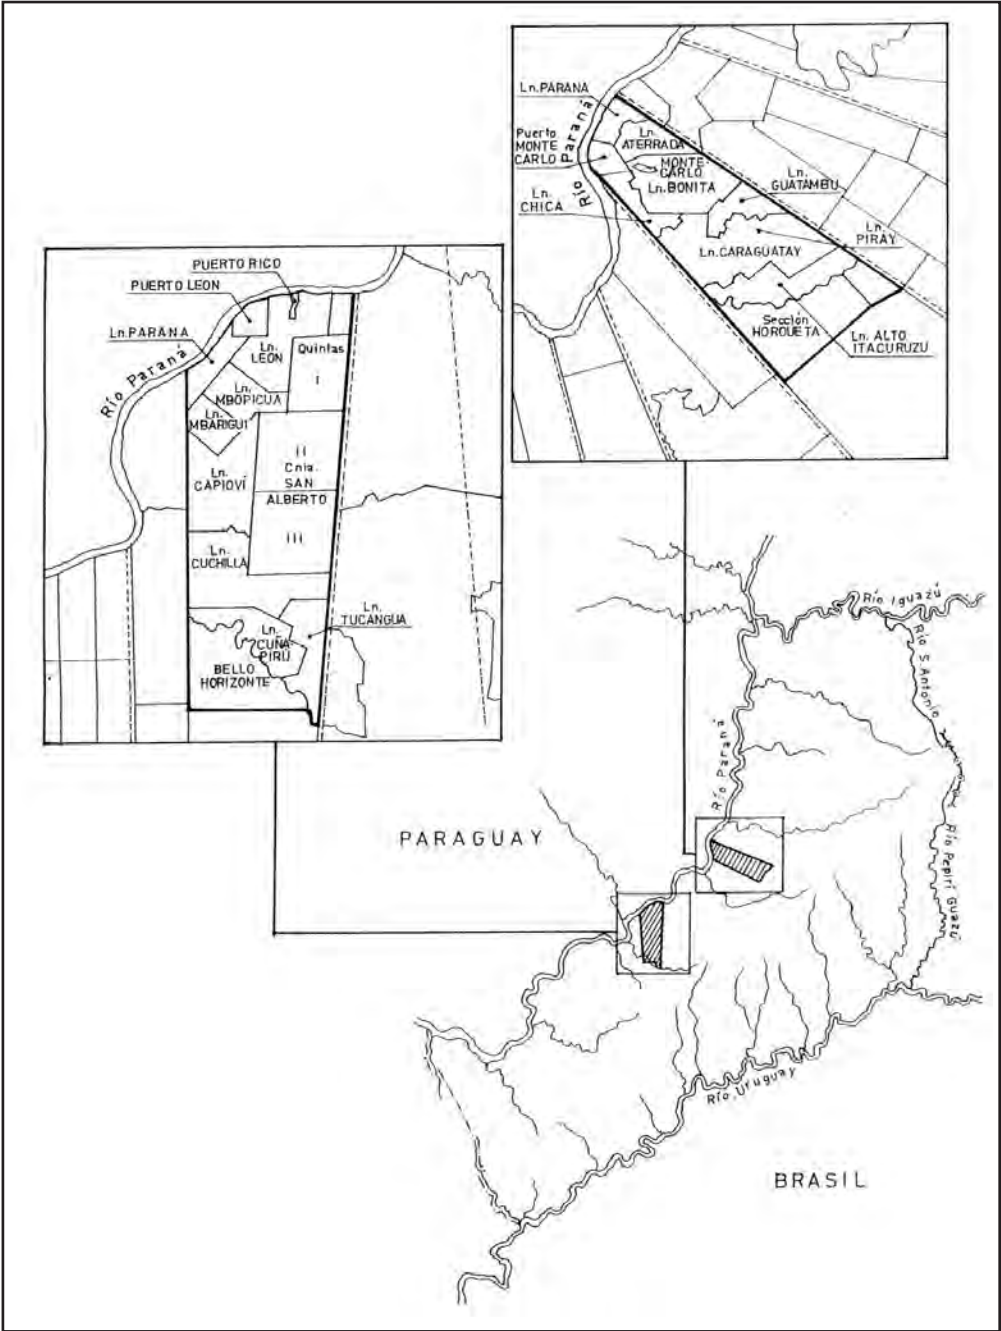 Ln. PARANA
Puerto
MONTE
CARLO
Río Paraná
Ln.
ATERRADA
MONTE-
CARLO
Ln. BONITA
Ln.
GUATAMBU
Ln.
CHICA
Ln.
PIRAY
Ln. CARAGUATAY
Sección
HORQUETA
Ln. ALTO
ITACURUZU
PUERTO RICO
PUERTO LEON
Ln. PARANA
Río Paraná
Ln.
LEON
Quintas
I
Ln.
MBOPICUA
Ln.
MBARIGUI
II
Cnia.
SAN
ALBERTO
III
Ln.
CAPIOVÍ
Ln.
CUCHILLA
Ln.
TUCANGUA
Ln.
CUÑA-
PIRU
BELLO
HORIZONTE
Río Iguazú
Río S. Antonio
Río Paraná
Río Pepirí Guazú
PARAGUAY
Río Uruguay
BRASIL